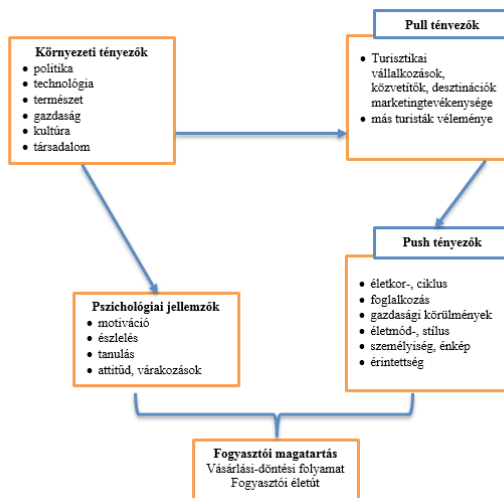 Környezeti tényezők
• politika
• technológia
• természet
• gazdaság
• kultúra
• társadalom
Pull tényezők
• Turisztikai
vállalkozások,
közvetítők, desztinációk
marketingtevékenysége
• más turisták véleménye
Push tényezők
• életkor-, ciklus
• foglalkozás
• gazdasági körülmények
• életmód-, stílus
• személyiség, énkép
• érintettség
Pszichológiai jellemzők
• motiváció
• észlelés
• tanulás
• attitűd, várakozások
Fogyasztói magatartás
Vásárlási-döntési folyamat
Fogyasztói életút